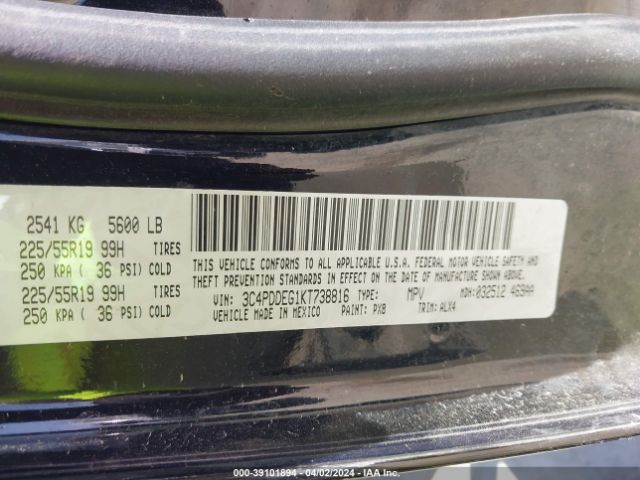 2541 KG 5600 LB
225/55R19 99H TIRES
250 KPA ( 36 PSI) COLD
225/55R19 99H TIRES
250 KPA ( 36 PSI) COLD
THIS VEHICLE CONFORMS TO ALL APPLICABLE U.S.A. FEDERAL MOTOR VEHICLE SAFETY AND
THEFT PREVENTION STANDARDS IN EFFECT ON THE DATE OF MANUFACTURE SHOWN ABOVE.
VIN: 3C4PDDEG1KT738816 TYPE: MPV MDH: 032512 469AA
VEHICLE MADE IN MEXICO PAINT: PX8 TRIM: ALX4
000-39101894 - 04/02/2024 - IAA Inc.